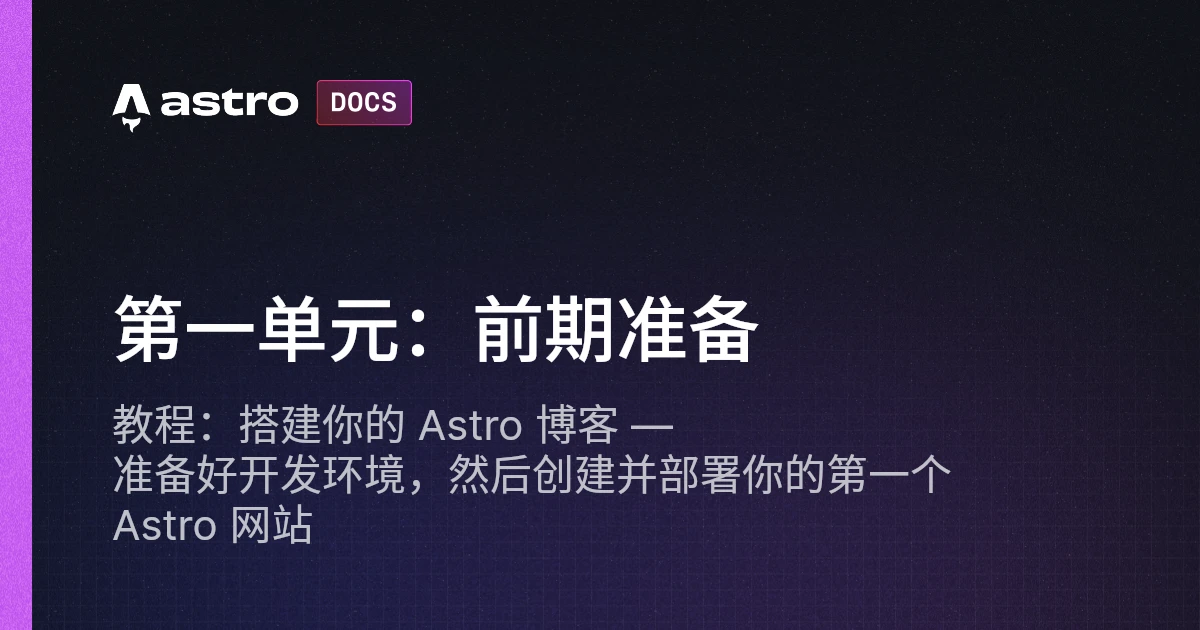 astro DOCS
第一单元：前期准备
教程：搭建你的 Astro 博客 —
准备好开发环境，然后创建并部署你的第一个
Astro 网站